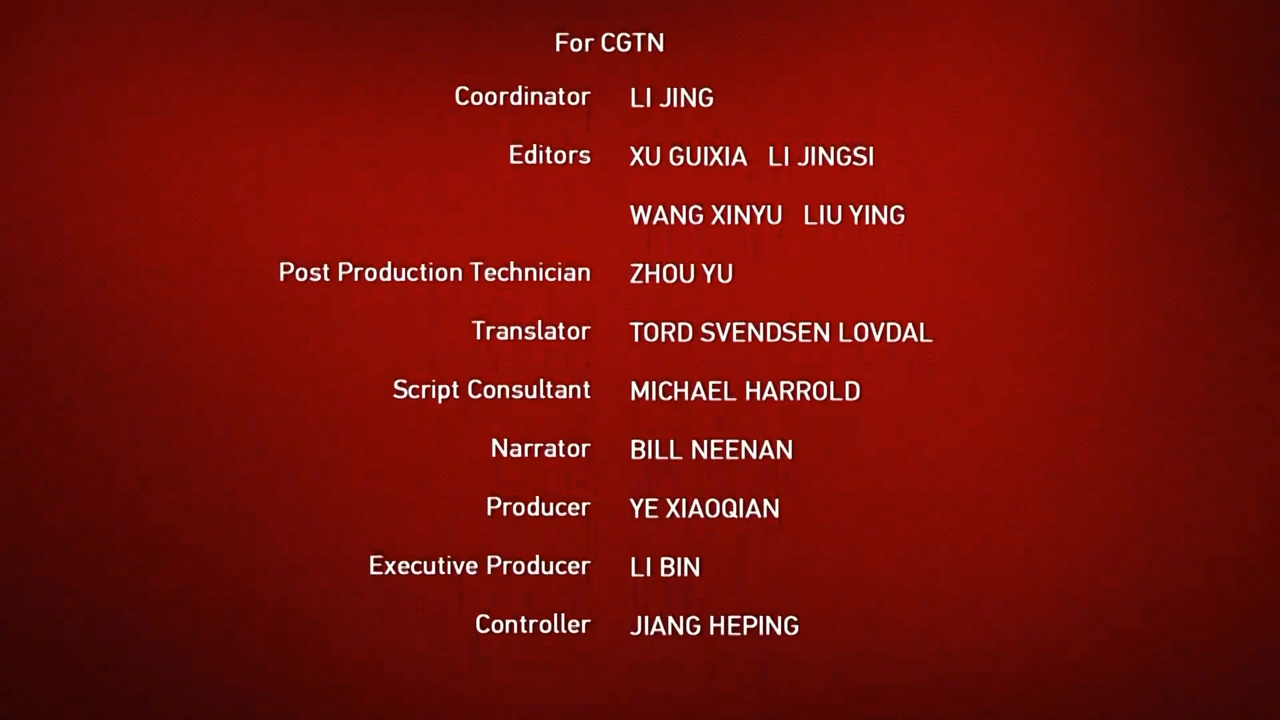 For CGTN
Coordinator LI JING
Editors XU GUIXIA LI JINGSI
WANG XINYU LIU YING
Post Production Technician ZHOU YU
Translator TORD SVENDSEN LOVDAL
Script Consultant MICHAEL HARROLD
Narrator BILL NEENAN
Producer YE XIAOQIAN
Executive Producer LI BIN
Controller JIANG HEPING